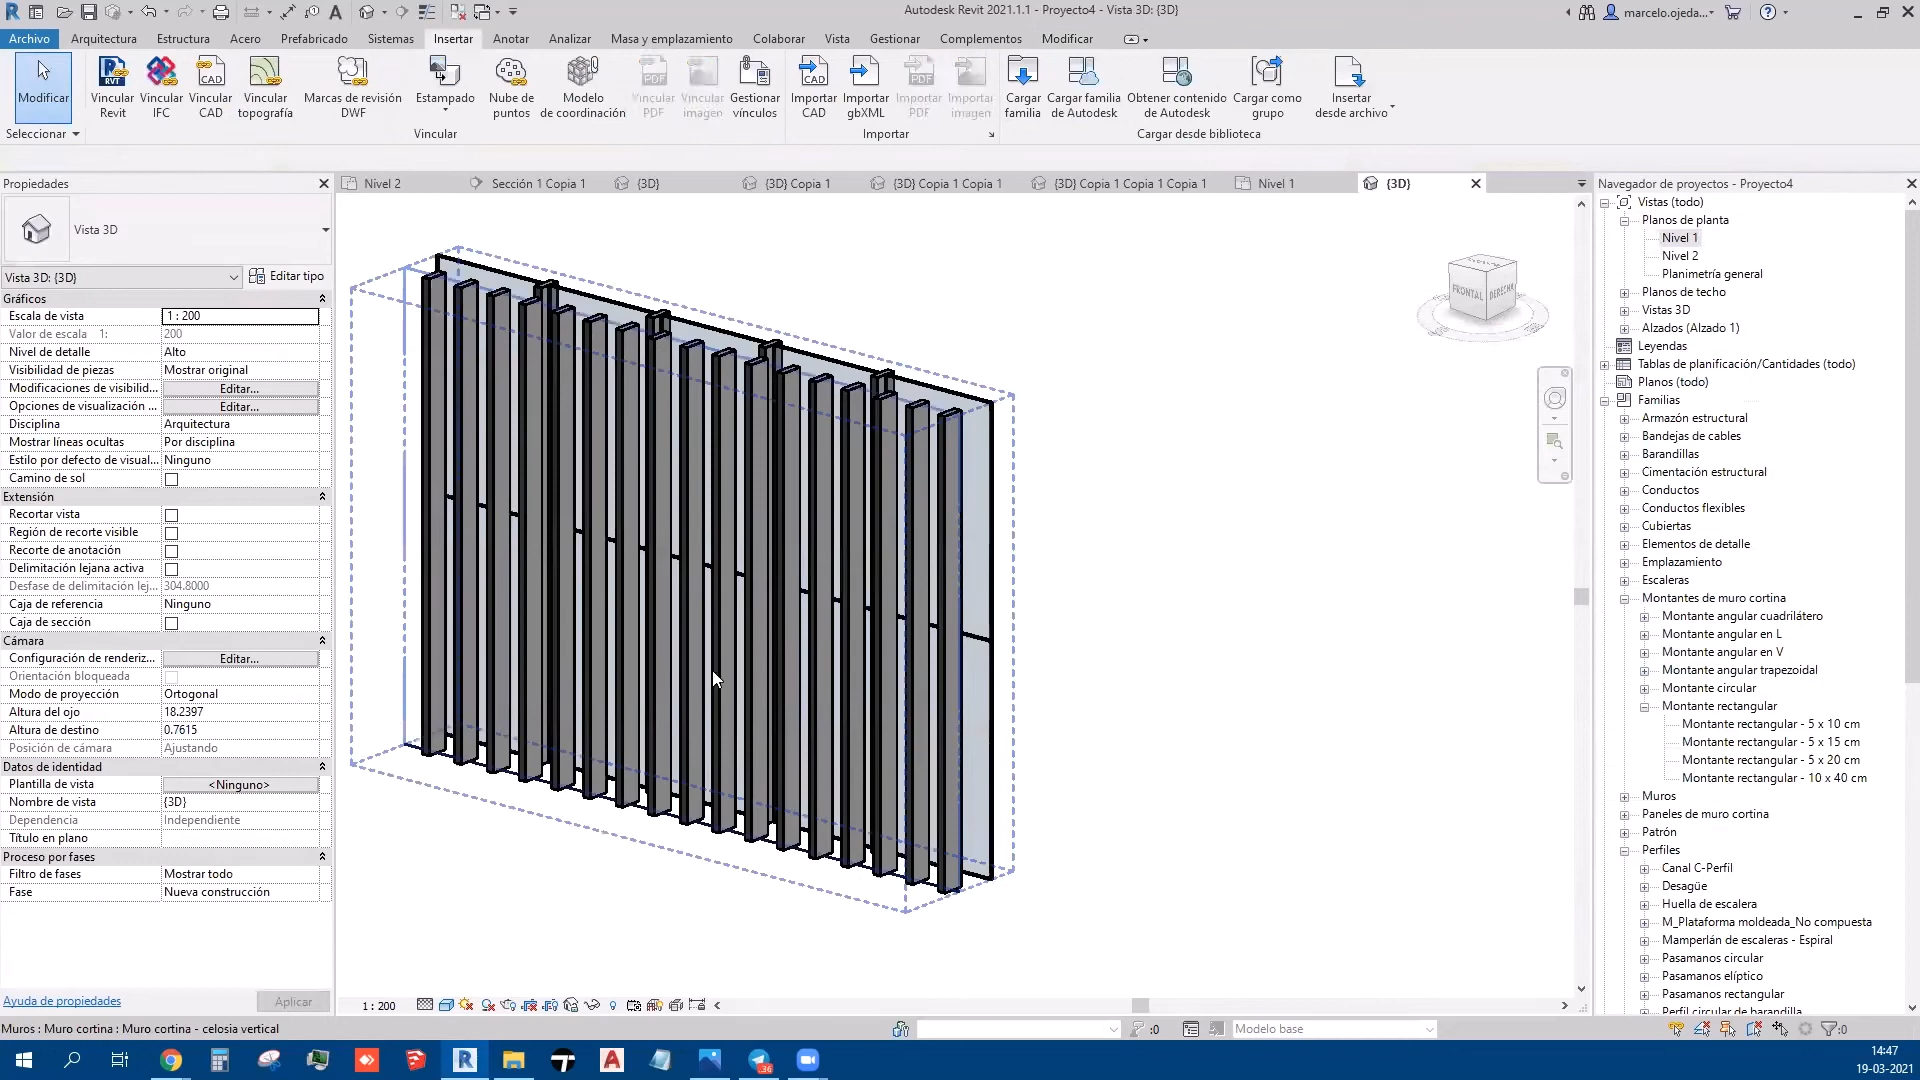 Autodesk Revit 2021.1.1 - Proyecto4 - Vista 3D: {3D}
marcelo.ojeda...
Archivo Arquitectura Estructura Acero Prefabricado Sistemas Insertar Anotar Analizar Masa y emplazamiento Colaborar Vista Gestionar Complementos Modificar
Modificar
Vincular Revit
Vincular IFC
Vincular CAD
Vincular topografía
Marcas de revisión DWF
Estampado
Nube de puntos
Modelo de coordinación
Vincular PDF
Vincular imagen
Gestionar vínculos
Importar CAD
Importar gbXML
Importar PDF
Importar imagen
Cargar familia
Cargar familia de Autodesk
Obtener contenido de Autodesk
Cargar como grupo
Insertar desde archivo
Seleccionar Vincular Importar Cargar desde biblioteca
Propiedades
Nivel 2 Sección 1 Copia 1 {3D} {3D} Copia 1 {3D} Copia 1 Copia 1 {3D} Copia 1 Copia 1 Copia 1 Nivel 1 {3D}
Vista 3D
Vista 3D: {3D} Editar tipo
Gráficos
Escala de vista 1 : 200
Valor de escala 1: 200
Nivel de detalle Alto
Visibilidad de piezas Mostrar original
Modificaciones de visibilid... Editar...
Opciones de visualización ... Editar...
Disciplina Arquitectura
Mostrar líneas ocultas Por disciplina
Estilo por defecto de visual... Ninguno
Camino de sol
Extensión
Recortar vista
Región de recorte visible
Recorte de anotación
Delimitación lejana activa
Desfase de delimitación lej... 304.8000
Caja de referencia Ninguno
Caja de sección
Cámara
Configuración de renderiz... Editar...
Orientación bloqueada
Modo de proyección Ortogonal
Altura del ojo 18.2397
Altura de destino 0.7615
Posición de cámara Ajustando
Datos de identidad
Plantilla de vista <Ninguno>
Nombre de vista {3D}
Dependencia Independiente
Título en plano
Proceso por fases
Filtro de fases Mostrar todo
Fase Nueva construcción
Ayuda de propiedades Aplicar
FRONTAL DERECHA
Navegador de proyectos - Proyecto4
Vistas (todo)
Planos de planta
Nivel 1
Nivel 2
Planimetría general
Planos de techo
Vistas 3D
Alzados (Alzado 1)
Leyendas
Tablas de planificación/Cantidades (todo)
Planos (todo)
Familias
Armazón estructural
Bandejas de cables
Barandillas
Cimentación estructural
Conductos
Conductos flexibles
Cubiertas
Elementos de detalle
Emplazamiento
Escaleras
Montantes de muro cortina
Montante angular cuadrilátero
Montante angular en L
Montante angular en V
Montante angular trapezoidal
Montante circular
Montante rectangular
Montante rectangular - 5 x 10 cm
Montante rectangular - 5 x 15 cm
Montante rectangular - 5 x 20 cm
Montante rectangular - 10 x 40 cm
Muros
Paneles de muro cortina
Patrón
Perfiles
Canal C-Perfil
Desagüe
Huella de escalera
M_Plataforma moldeada_No compuesta
Mamperlán de escaleras - Espiral
Pasamanos circular
Pasamanos elíptico
Pasamanos rectangular
Perfil circular de barandilla
1 : 200
Muros : Muro cortina : Muro cortina - celosia vertical
:0
Modelo base
:0
36
14:47
19-03-2021